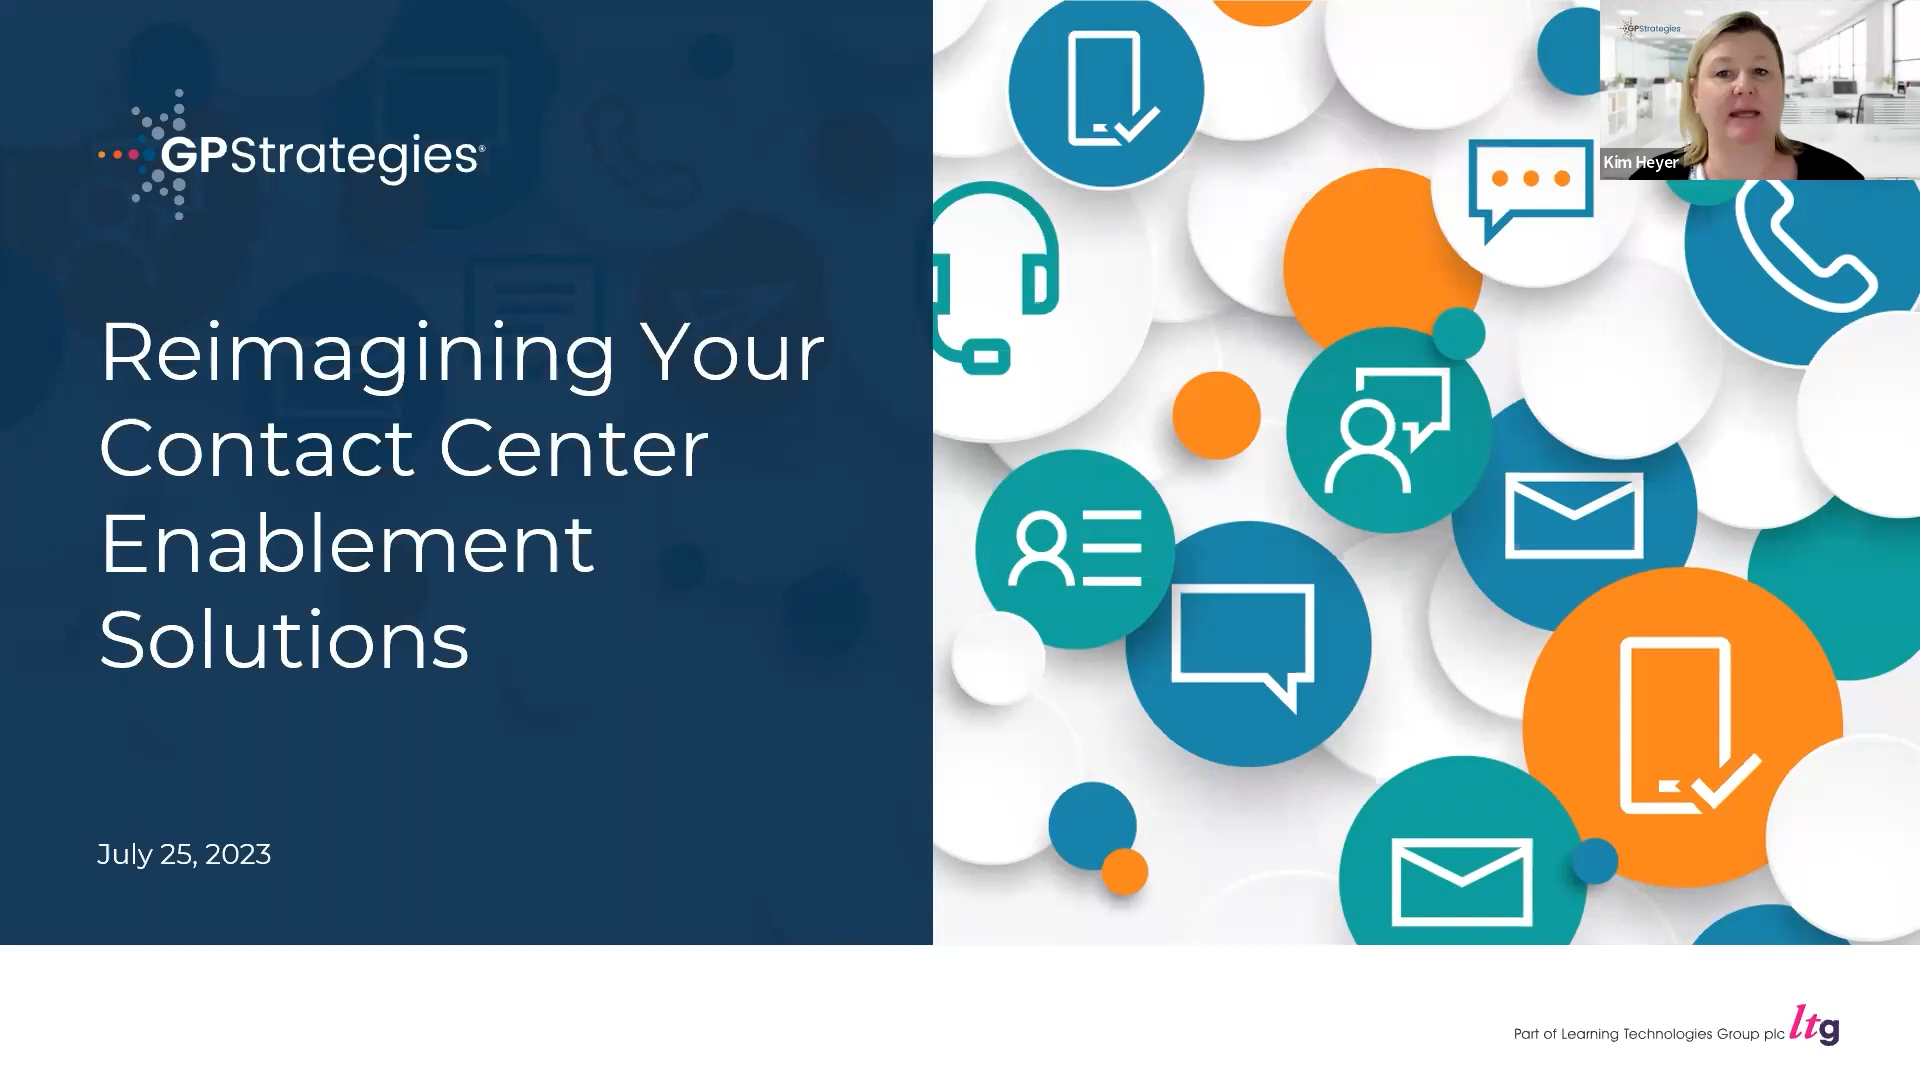 GPStrategies®
GPStrategies
Kim Heyer
Reimagining Your
Contact Center
Enablement
Solutions
July 25, 2023
Part of Learning Technologies Group plc ltg